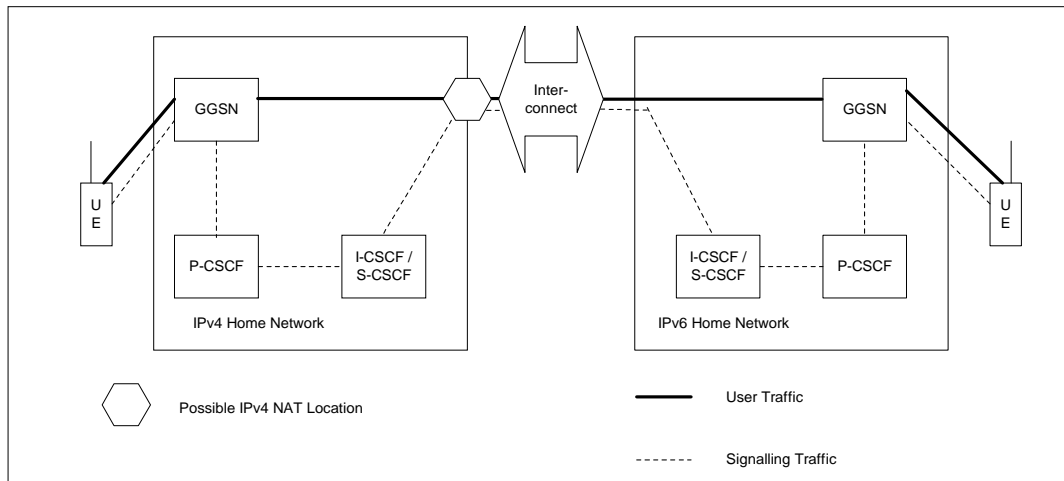 GGSN
Inter-
connect
GGSN
U
E
U
E
P-CSCF
I-CSCF /
S-CSCF
I-CSCF /
S-CSCF
P-CSCF
IPv4 Home Network
IPv6 Home Network
Possible IPv4 NAT Location
User Traffic
Signalling Traffic